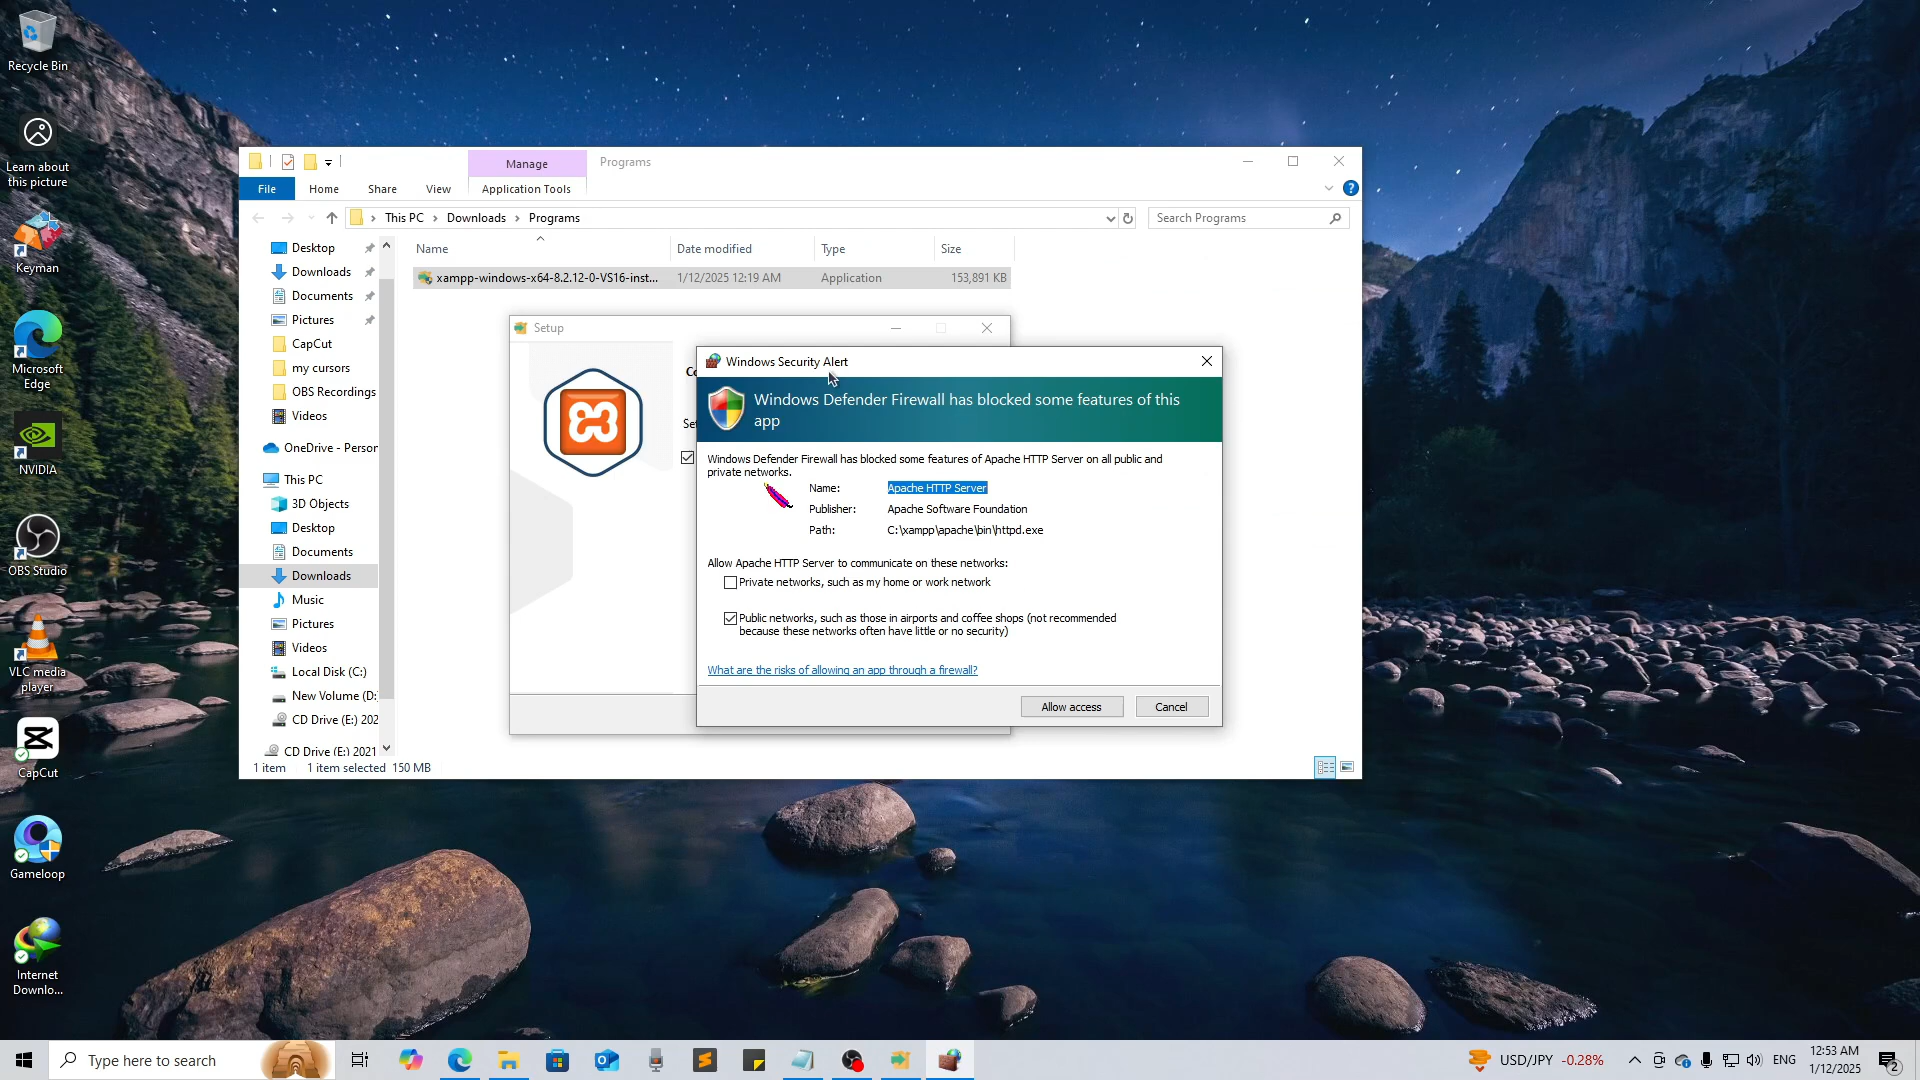 Recycle Bin
Learn about
this picture
Keyman
Microsoft
Edge
NVIDIA
OBS Studio
VLC media
player
CapCut
Gameloop
Internet
Downlo...
Manage
Programs
File
Home
Share
View
Application Tools
This PC
Downloads
Programs
Search Programs
Name
Date modified
Type
Size
xampp-windows-x64-8.2.12-0-VS16-inst...
1/12/2025 12:19 AM
Application
153,891 KB
Desktop
Downloads
Documents
Pictures
CapCut
my cursors
OBS Recordings
Videos
OneDrive - Person
This PC
3D Objects
Desktop
Documents
Downloads
Music
Pictures
Videos
Local Disk (C:)
New Volume (D:
CD Drive (E:) 202
CD Drive (E:) 2021
1 item
1 item selected
150 MB
Setup
Windows Security Alert
Windows Defender Firewall has blocked some features of this
app
Windows Defender Firewall has blocked some features of Apache HTTP Server on all public and
private networks.
Name:
Apache HTTP Server
Publisher:
Apache Software Foundation
Path:
C:\xampp\apache\bin\httpd.exe
Allow Apache HTTP Server to communicate on these networks:
Private networks, such as my home or work network
Public networks, such as those in airports and coffee shops (not recommended
because these networks often have little or no security)
What are the risks of allowing an app through a firewall?
Allow access
Cancel
Type here to search
USD/JPY -0.28%
ENG
12:53 AM
1/12/2025
2